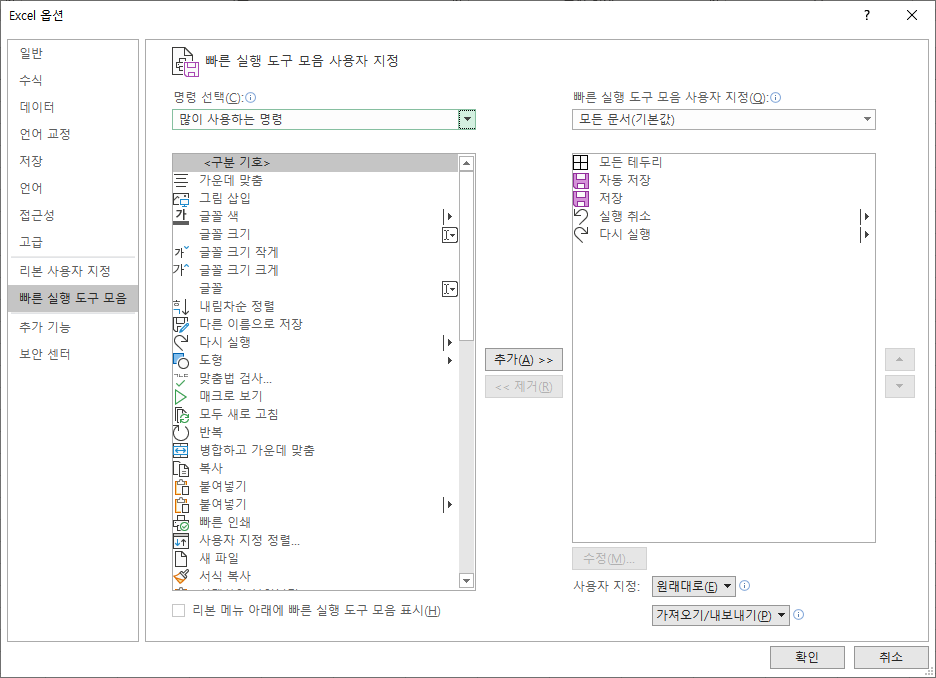 Excel 옵션
?
일반
수식
데이터
언어 교정
저장
언어
접근성
고급
리본 사용자 지정
빠른 실행 도구 모음
추가 기능
보안 센터
빠른 실행 도구 모음 사용자 지정
명령 선택(C):
많이 사용하는 명령
<구분 기호>
가운데 맞춤
그림 삽입
글꼴 색
글꼴 크기
글꼴 크기 작게
글꼴 크기 크게
글꼴
내림차순 정렬
다른 이름으로 저장
다시 실행
도형
맞춤법 검사...
매크로 보기
모두 새로 고침
반복
병합하고 가운데 맞춤
복사
붙여넣기
붙여넣기
빠른 인쇄
사용자 지정 정렬...
새 파일
서식 복사
리본 메뉴 아래에 빠른 실행 도구 모음 표시(H)
추가(A) >>
<< 제거(R)
빠른 실행 도구 모음 사용자 지정(Q):
모든 문서(기본값)
모든 테두리
자동 저장
저장
실행 취소
다시 실행
수정(M)...
사용자 지정:
원래대로(E)
가져오기/내보내기(P)
확인
취소